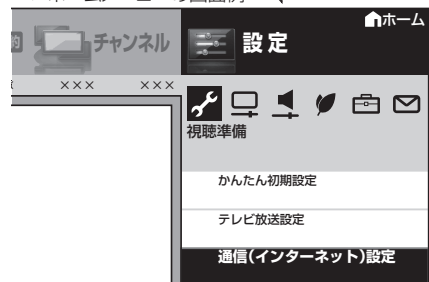 ホーム
チャンネル
設定
××× ×××
視聴準備
かんたん初期設定
テレビ放送設定
通信(インターネット)設定